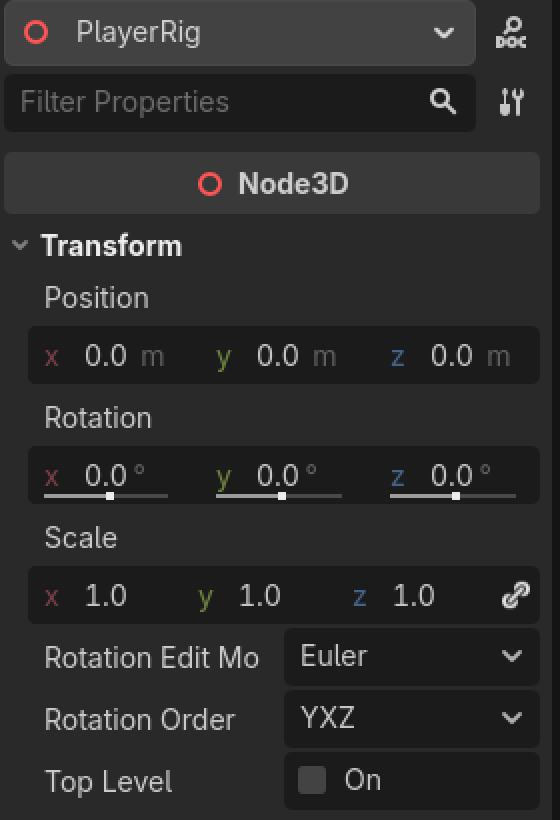 PlayerRig
DOC
Filter Properties
Node3D
Transform
Position
x 0.0 m y 0.0 m z 0.0 m
Rotation
x 0.0 ° y 0.0 ° z 0.0 °
Scale
x 1.0 y 1.0 z 1.0
Rotation Edit Mo Euler
Rotation Order YXZ
Top Level On